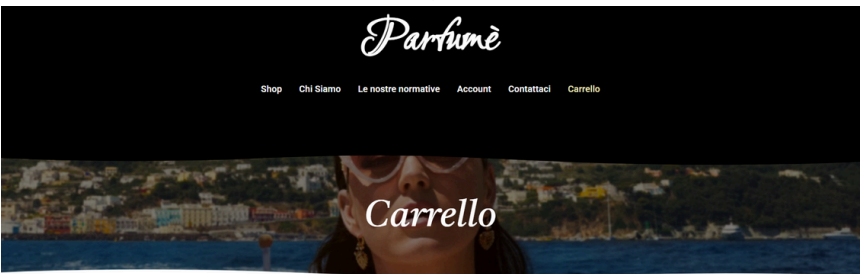 Parfumè
Shop Chi Siamo Le nostre normative Account Contattaci Carrello
Carrello